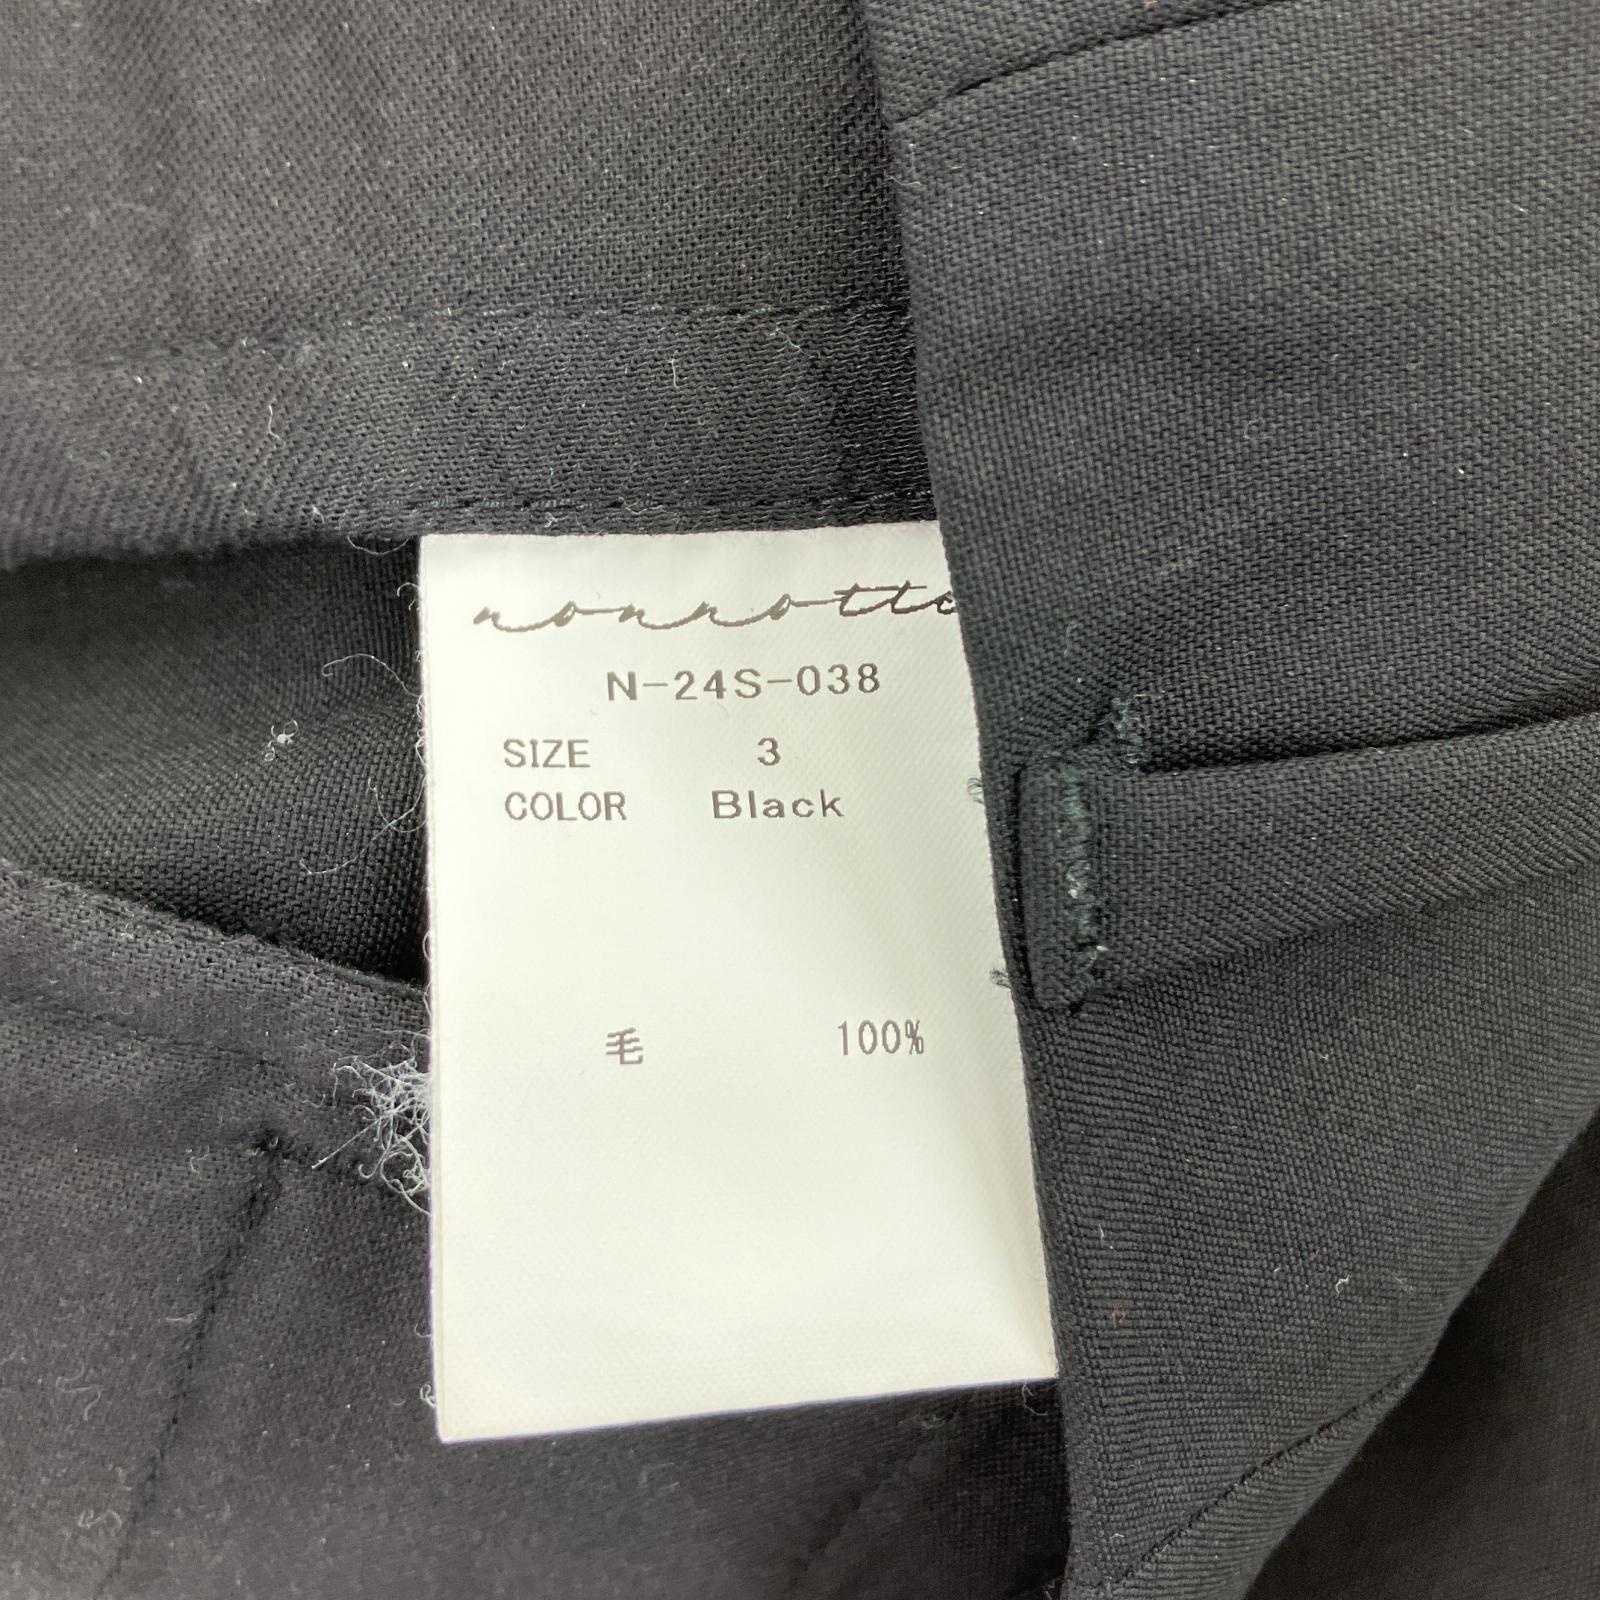 nonnotte
N-24S-038
SIZE 3
COLOR Black
毛 100%